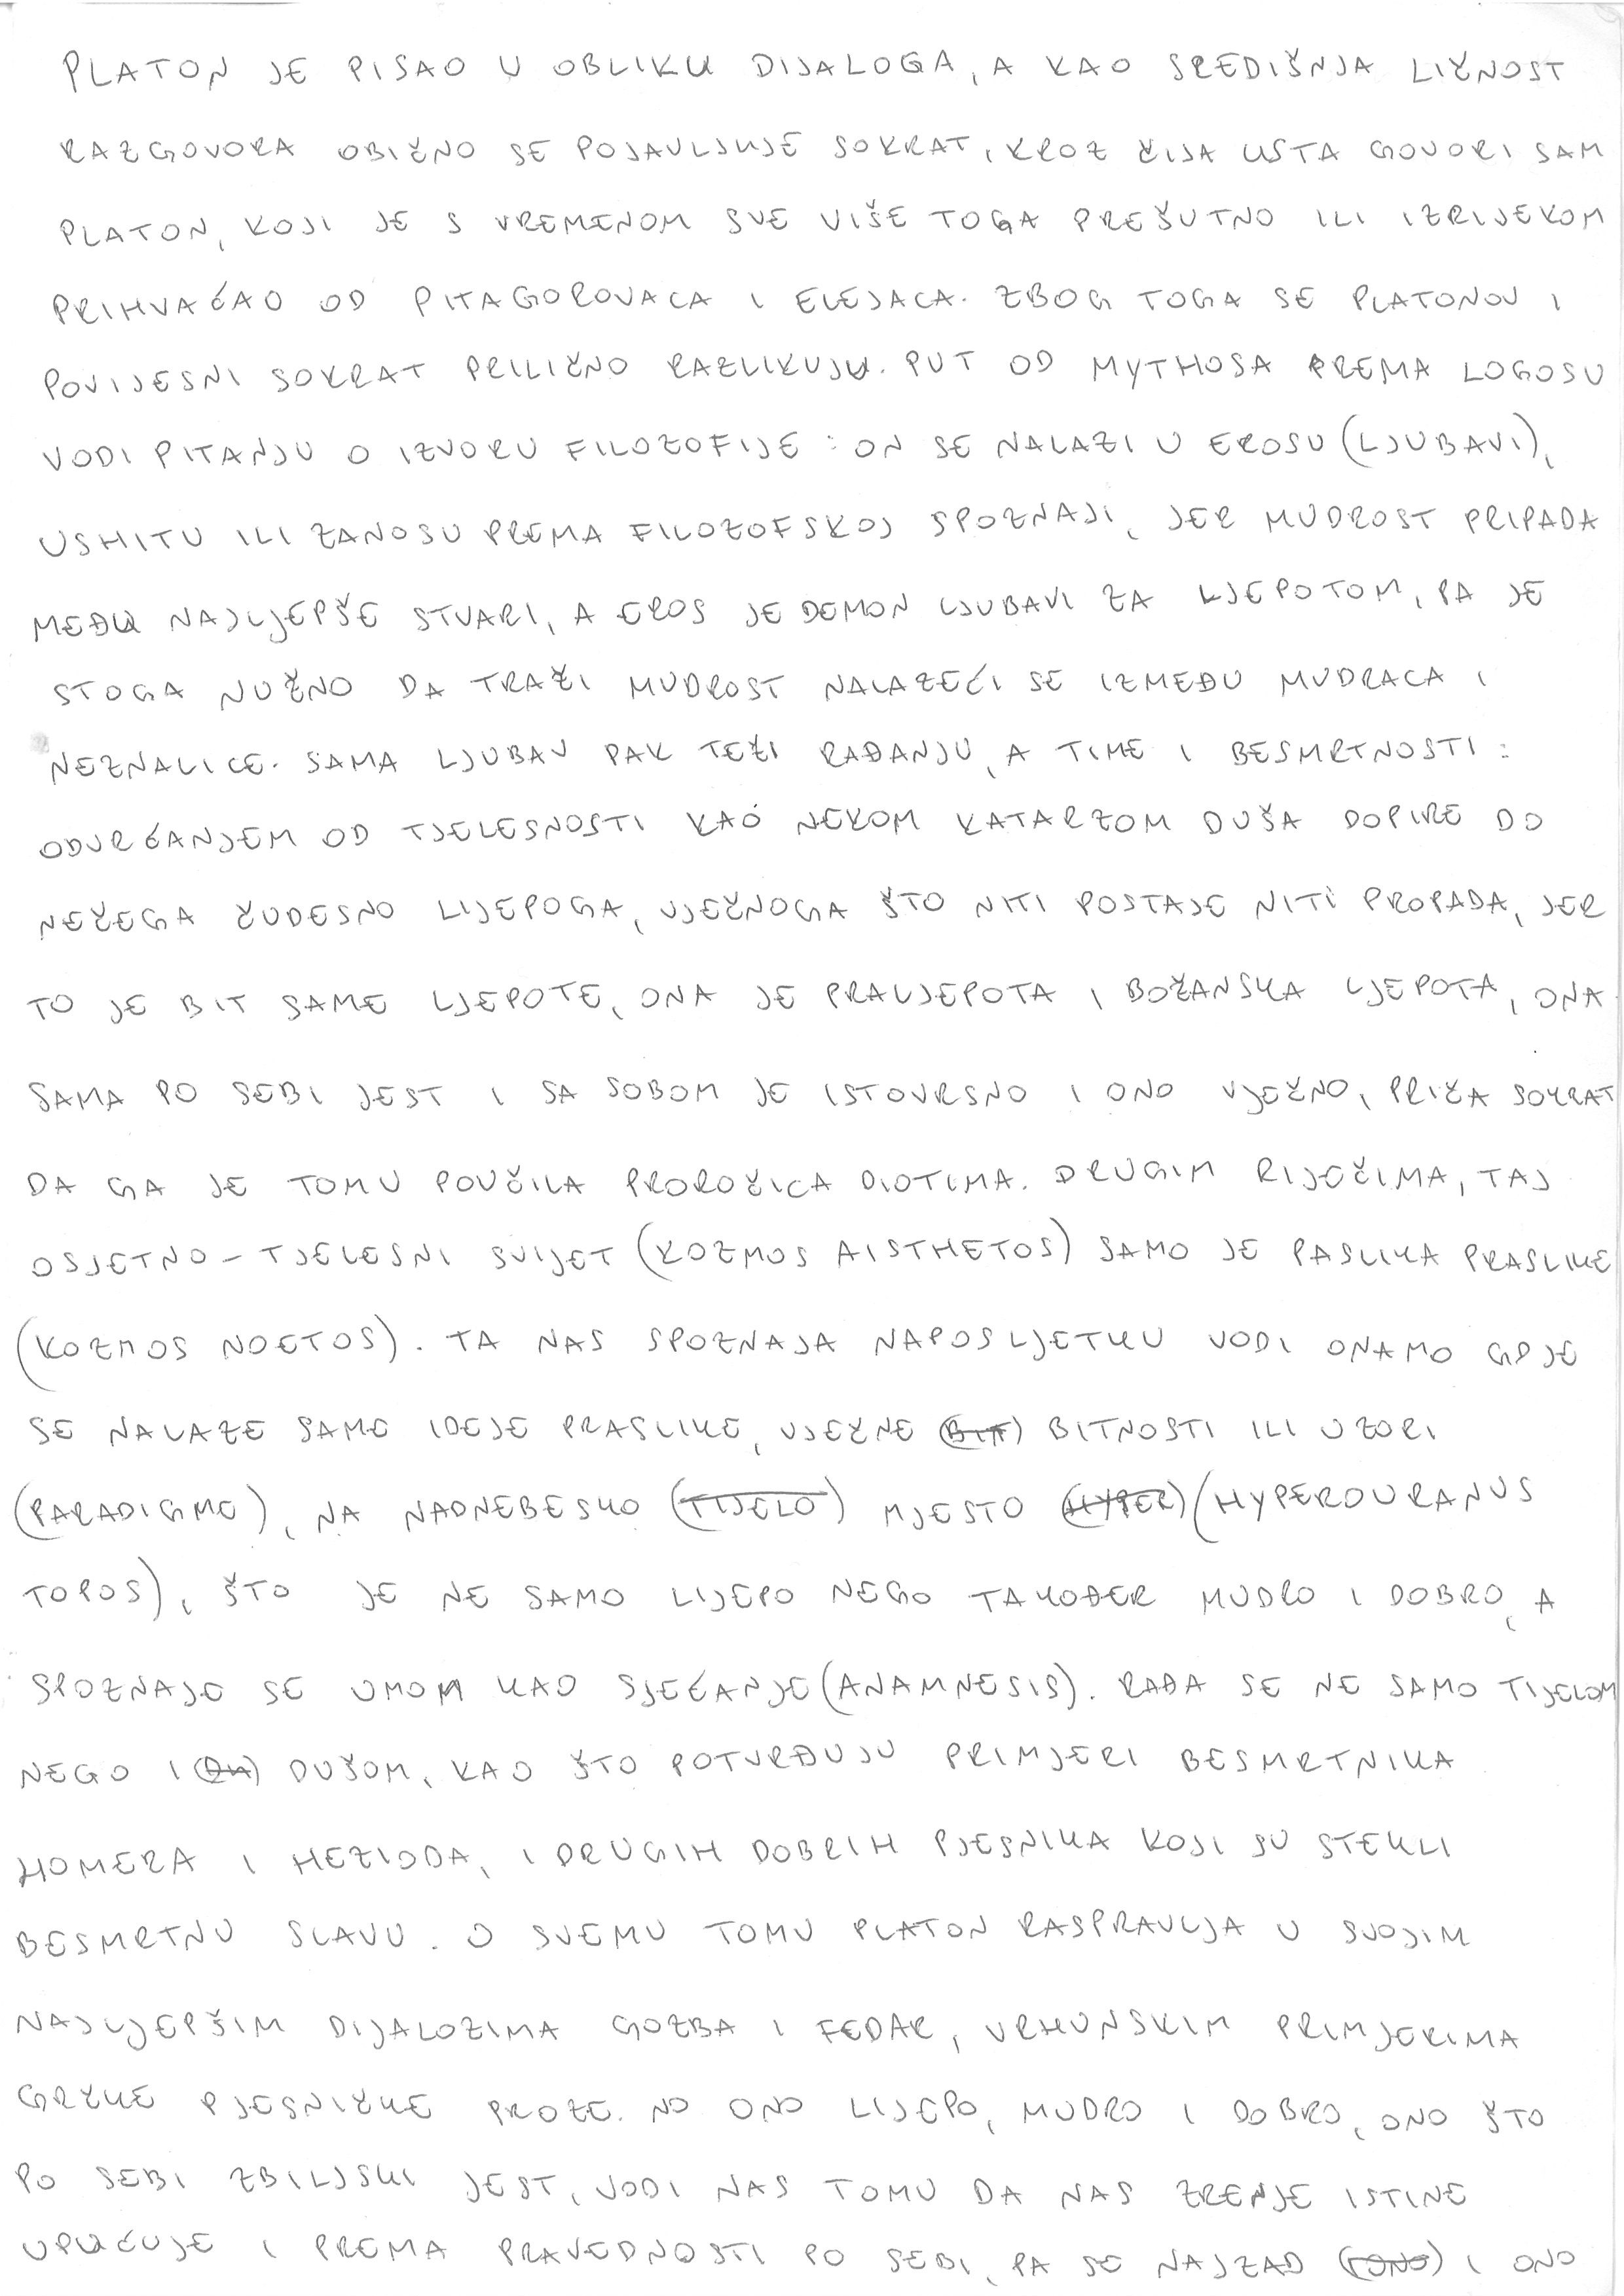 PLATON JE PISAO U OBLIKU DIJALOGA, A KAO SREDIŠNJA LIČNOST
RAZGOVORA OBIČNO SE POJAVLJUJE SOKRAT, KROZ ČIJA USTA GOVORI SAM
PLATON, KOJI JE S VREMENOM SVE VIŠE TOGA PREŠUTNO ILI IZRIJEKOM
PRIHVAĆAO OD PITAGOROVACA I ELEJACA. ZBOG TOGA SE PLATONOV I
POVIJESNI SOKRAT PRILIČNO RAZLIKUJU. PUT OD MYTHOSA PREMA LOGOSU
VODI PITANJU O IZVORU FILOZOFIJE: ON SE NALAZI U EROSU (LJUBAVI),
USHITU ILI ZANOSU PREMA FILOZOFSKOJ SPOZNAJI, JER MUDROST PRIPADA
MEĐU NAJLJEPŠE STVARI, A EROS JE DEMON LJUBAVI ZA LJEPOTOM, PA JE
STOGA NUŽNO DA TRAŽI MUDROST NALAZEĆI SE IZMEĐU MUDRACA I
NEZNALICE. SAMA LJUBAV PAK TEŽI RAĐANJU, A TIME I BESMRTNOSTI:
ODVRĆANJEM OD TJELESNOSTI KAO NEKOM KATARZOM DUŠA DOPIRE DO
NEČEGA ČUDESNO LIJEPOGA, VJEČNOGA ŠTO NITI POSTAJE NITI PROPADA, JER
TO JE BIT SAME LJEPOTE, ONA JE PRALJEPOTA I BOŽANSKA LJEPOTA, ONA
SAMA PO SEBI JEST I SA SOBOM JE ISTOVRSNO I ONO VJEČNO, PRIČA SOKRAT
DA GA JE TOMU POUČILA PROROČICA DIOTIMA. DRUGIM RIJEČIMA, TAJ
OSJETNO-TJELESNI SVIJET (KOZMOS AISTHETOS) SAMO JE PASLIKA PRASLIKE
(KOZMOS NOETOS). TA NAS SPOZNAJA NAPOSLJETKU VODI ONAMO GDJE
SE NALAZE SAME IDEJE PRASLIKE, VJEČNE (BIT) BITNOSTI ILI UZORI
(PARADIGME), NA NADNEBESKO (TIJELO) MJESTO (HYPER) (HYPEROURANUS
TOPOS), ŠTO JE NE SAMO LIJEPO NEGO TAKOĐER MUDRO I DOBRO, A
SPOZNAJE SE UMOM KAO SJEĆANJE (ANAMNESIS). RAĐA SE NE SAMO TIJELOM
NEGO I (DU) DUŠOM, KAO ŠTO POTVRĐUJU PRIMJERI BESMRTNIKA
HOMERA I HEZIODA, I DRUGIH DOBRIH PJESNIKA KOJI SU STEKLI
BESMRTNU SLAVU. O SVEMU TOMU PLATON RASPRAVLJA U SVOJIM
NAJLJEPŠIM DIJALOZIMA GOZBA I FEDAR, VRHUNSKIM PRIMJERIMA
GRČKE PJESNIČKE PROZE. NO ONO LIJEPO, MUDRO I DOBRO, ONO ŠTO
PO SEBI ZBILJSKI JEST, VODI NAS TOMU DA NAS ZRENJE ISTINE
UPUĆUJE I PREMA PRAVEDNOSTI PO SEBI, PA SE NAJZAD (I ONO) I ONO